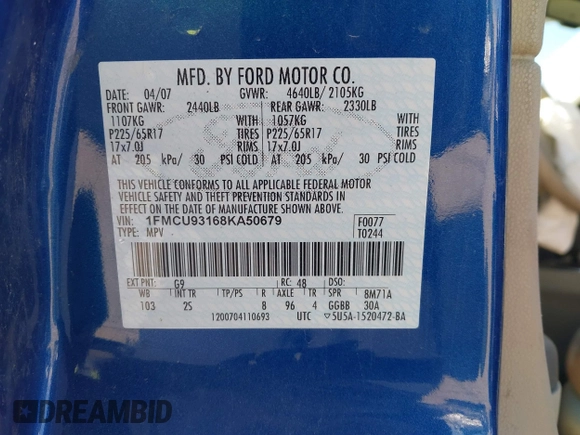 MFD. BY FORD MOTOR CO.
DATE: 04/07 GVWR: 4640LB/ 2105KG
FRONT GAWR: 2440LB REAR GAWR: 2330LB
1107KG WITH 1057KG WITH
P225/65R17 TIRES P225/65R17 TIRES
17x7.0J RIMS 17x7.0J RIMS
AT 205 kPa/ 30 PSI COLD AT 205 kPa/ 30 PSI COLD
THIS VEHICLE CONFORMS TO ALL APPLICABLE FEDERAL MOTOR
VEHICLE SAFETY AND THEFT PREVENTION STANDARDS IN
EFFECT ON THE DATE OF MANUFACTURE SHOWN ABOVE.
VIN: 1FMCU93168KA50679 F0077
TYPE: MPV T0244
EXT PNT: G9 RC: 48 DSO:
WB INT TR TP/PS R AXLE TR SPR 8M71A
103 2S 8 96 4 GGBB 30A
1200704110693 UTC ▽5U5A-1520472-BA
DREAMBID